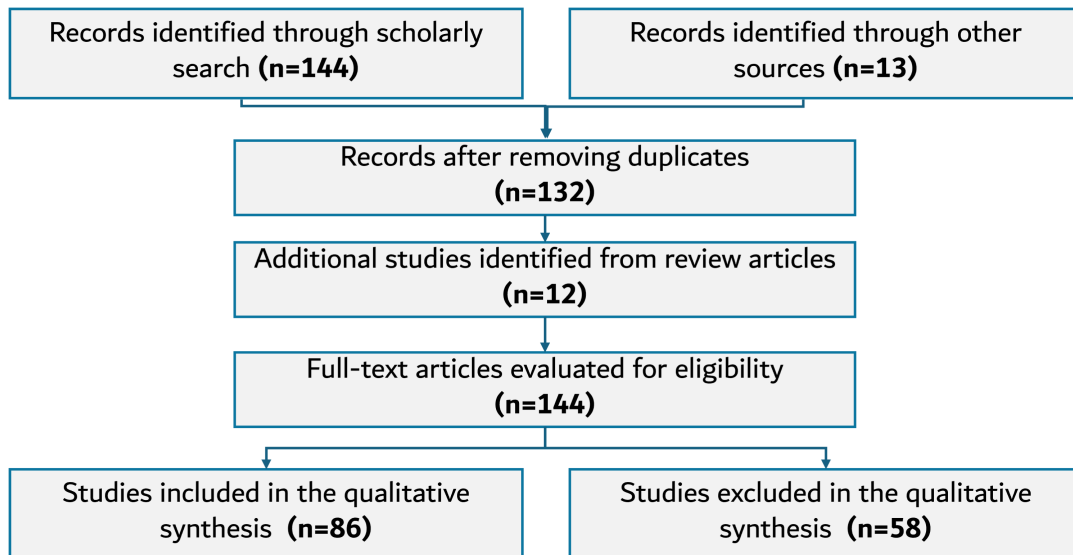 Records identified through scholarly
search (n=144)
Records identified through other
sources (n=13)
Records after removing duplicates
(n=132)
Additional studies identified from review articles
(n=12)
Full-text articles evaluated for eligibility
(n=144)
Studies included in the qualitative
synthesis (n=86)
Studies excluded in the qualitative
synthesis (n=58)